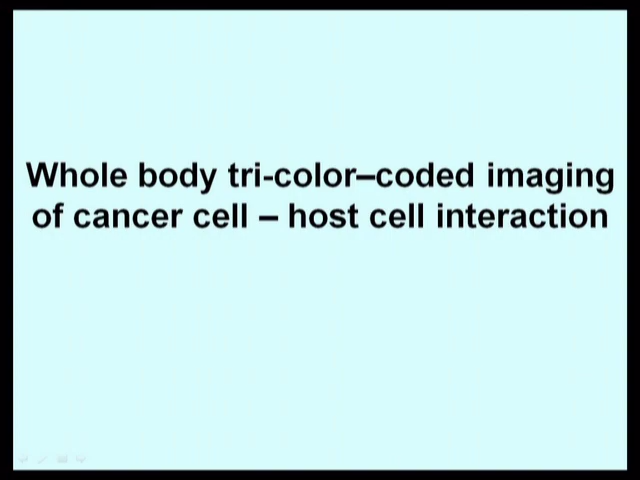 Whole body tri-color–coded imaging
of cancer cell – host cell interaction